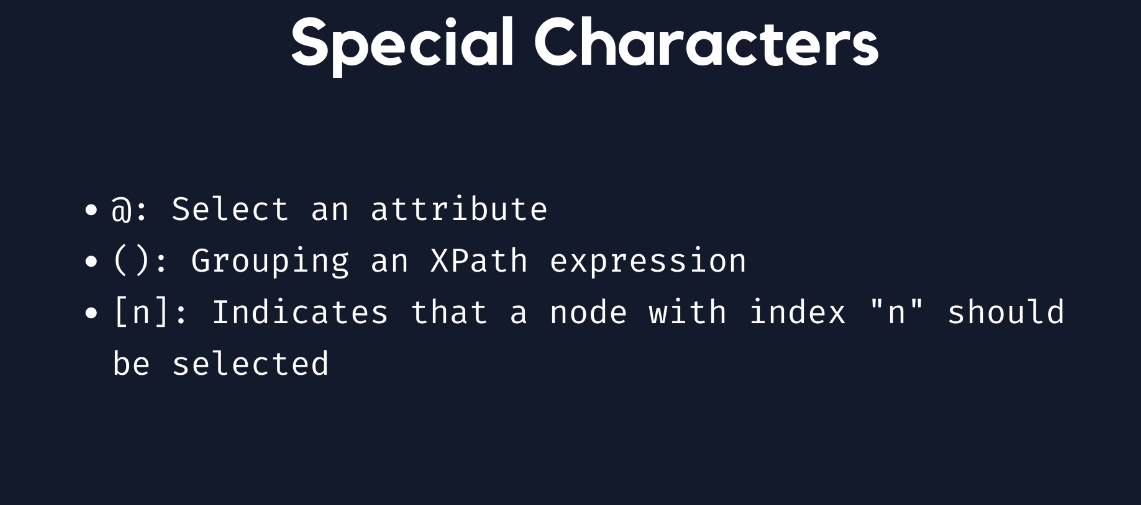 Special Characters
• @: Select an attribute
• (): Grouping an XPath expression
• [n]: Indicates that a node with index "n" should
be selected